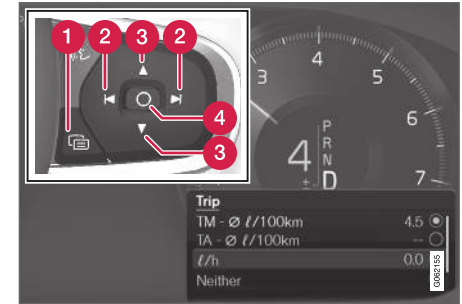 1
2
3
2
4
3
3
4
5
6
7
4
P
R
N
± D
Trip
TM - Ø ℓ/100km 4.5
TA - Ø ℓ/100km --
ℓ/h 0.0
Neither
G062155